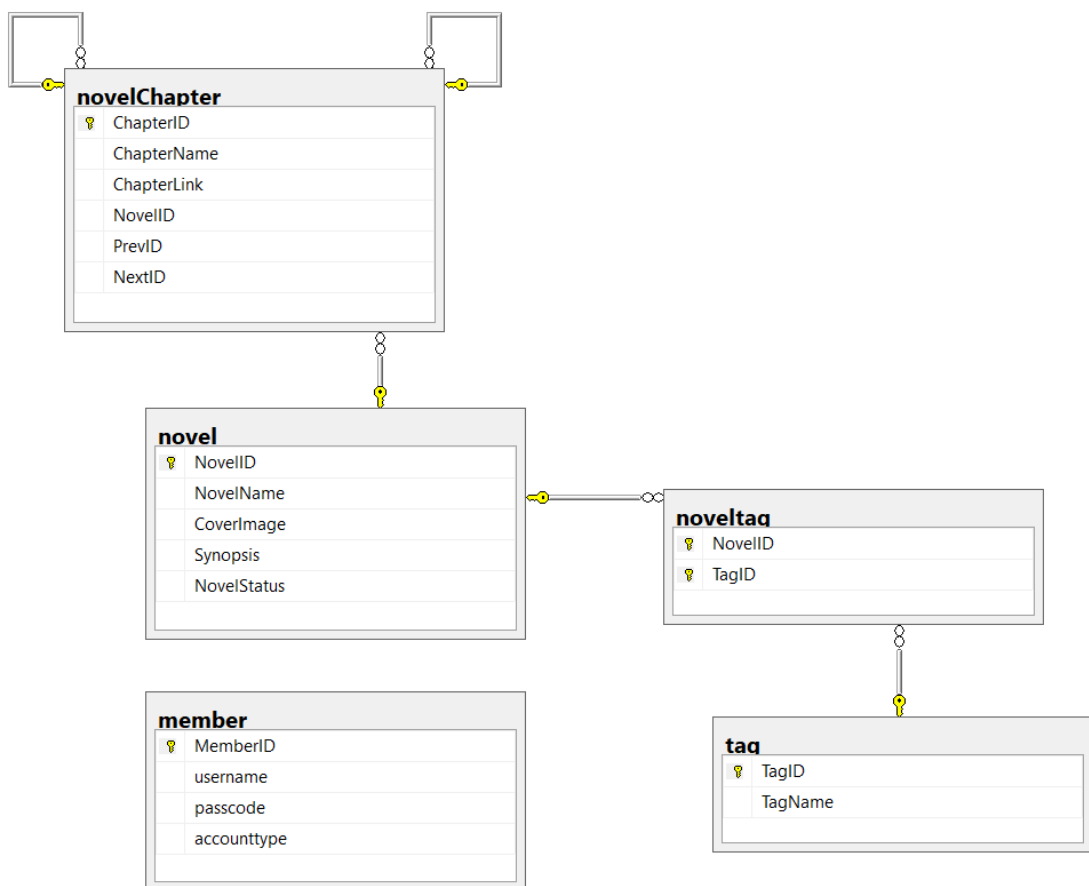 novelChapter
ChapterID
ChapterName
ChapterLink
NovelID
PrevID
NextID
novel
NovelID
NovelName
CoverImage
Synopsis
NovelStatus
noveltag
NovelID
TagID
member
MemberID
username
passcode
accounttype
tag
TagID
TagName